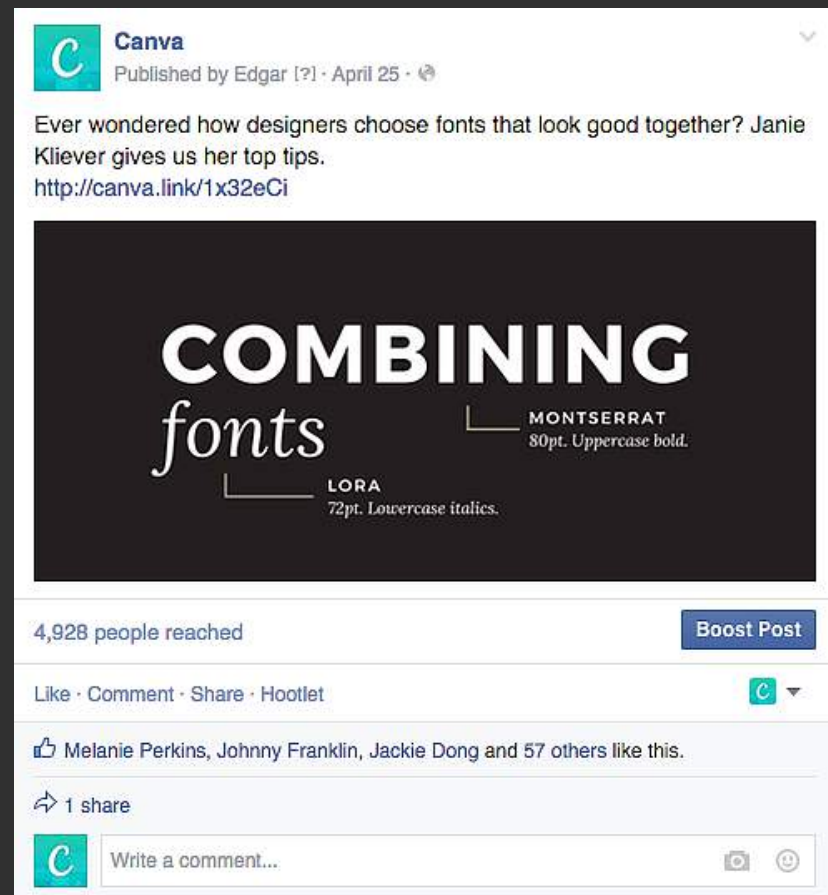 Canva
Published by Edgar [?] · April 25 ·
Ever wondered how designers choose fonts that look good together? Janie
Kliever gives us her top tips.
http://canva.link/1x32eCi
COMBINING
fonts
MONTSERRAT
80pt. Uppercase bold.
LORA
72pt. Lowercase italics.
4,928 people reached
Boost Post
Like · Comment · Share · Hootlet
C
Melanie Perkins, Johnny Franklin, Jackie Dong and 57 others like this.
1 share
C
Write a comment...